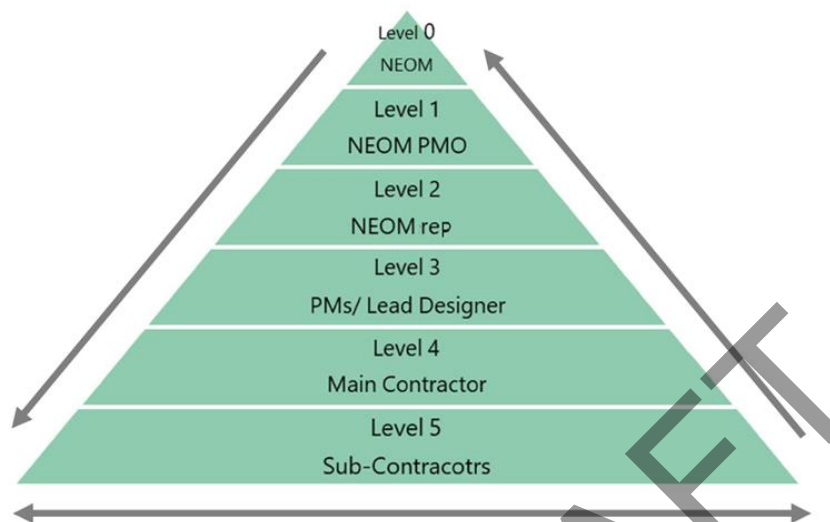 Level 0
NEOM
Level 1
NEOM PMO
Level 2
NEOM rep
Level 3
PMs/ Lead Designer
Level 4
Main Contractor
Level 5
Sub-Contracotrs